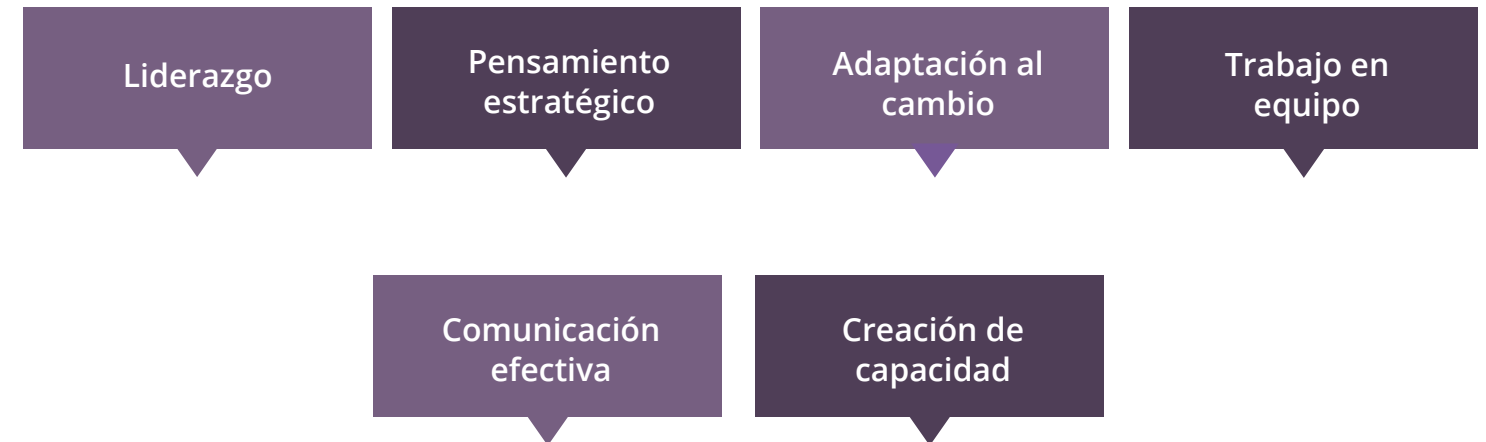 Liderazgo
Pensamiento
estratégico
Adaptación al
cambio
Trabajo en
equipo
Comunicación
efectiva
Creación de
capacidad